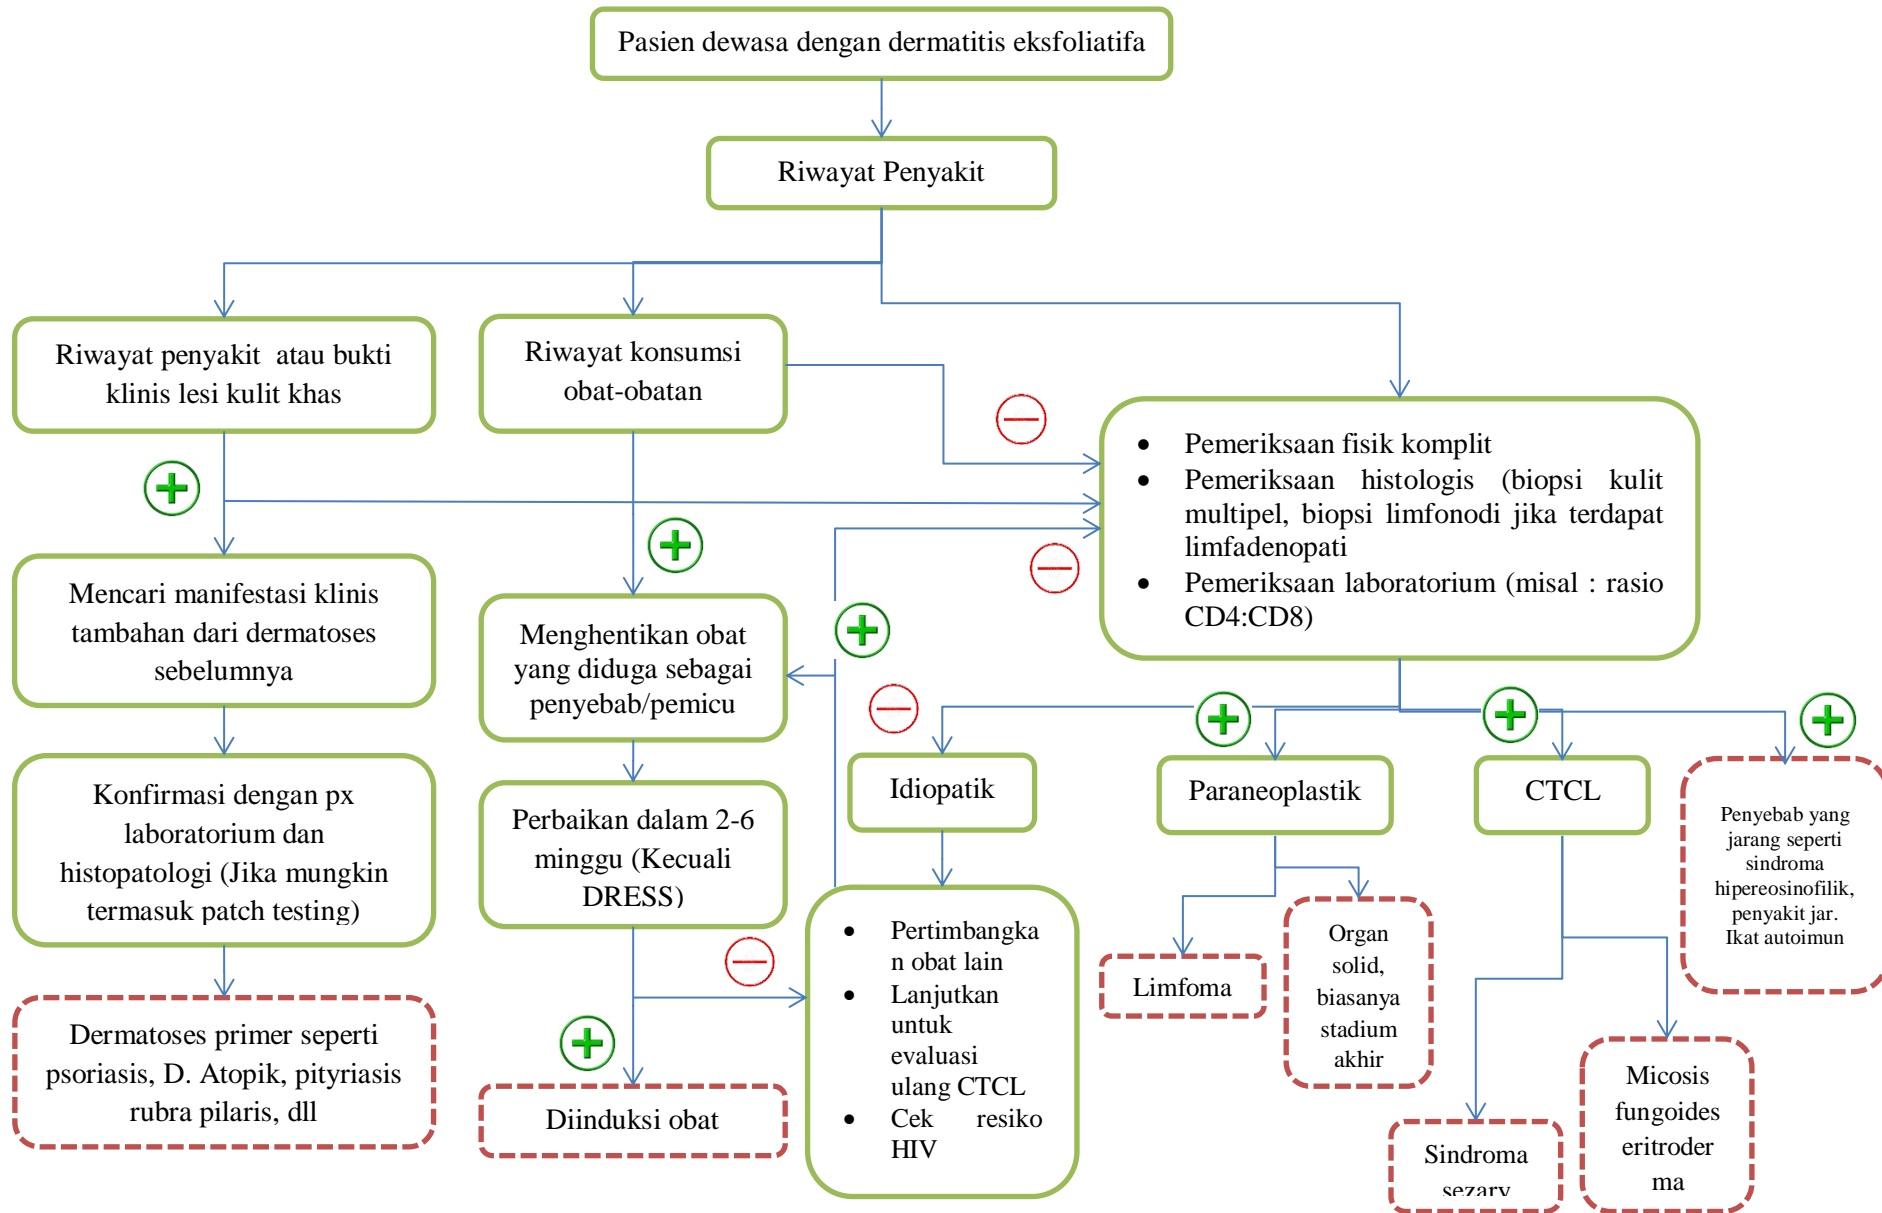 Pasien dewasa dengan dermatitis eksfoliatifa
Riwayat Penyakit
Riwayat penyakit atau bukti
klinis lesi kulit khas
Riwayat konsumsi
obat-obatan
• Pemeriksaan fisik komplit
• Pemeriksaan histologis (biopsi kulit
multipel, biopsi limfonodi jika terdapat
limfadenopati
• Pemeriksaan laboratorium (misal : rasio
CD4:CD8)
Mencari manifestasi klinis
tambahan dari dermatoses
sebelumnya
Menghentikan obat
yang diduga sebagai
penyebab/pemicu
Konfirmasi dengan px
laboratorium dan
histopatologi (Jika mungkin
termasuk patch testing)
Perbaikan dalam 2-6
minggu (Kecuali
DRESS)
Idiopatik
Paraneoplastik
CTCL
Penyebab yang
jarang seperti
sindroma
hipereosinofilik,
penyakit jar.
Ikat autoimun
• Pertimbangka
n obat lain
• Lanjutkan
untuk
evaluasi
ulang CTCL
• Cek resiko
HIV
Limfoma
Organ
solid,
biasanya
stadium
akhir
Dermatoses primer seperti
psoriasis, D. Atopik, pityriasis
rubra pilaris, dll
Diinduksi obat
Sindroma
sezary
Micosis
fungoides
eritroder
ma